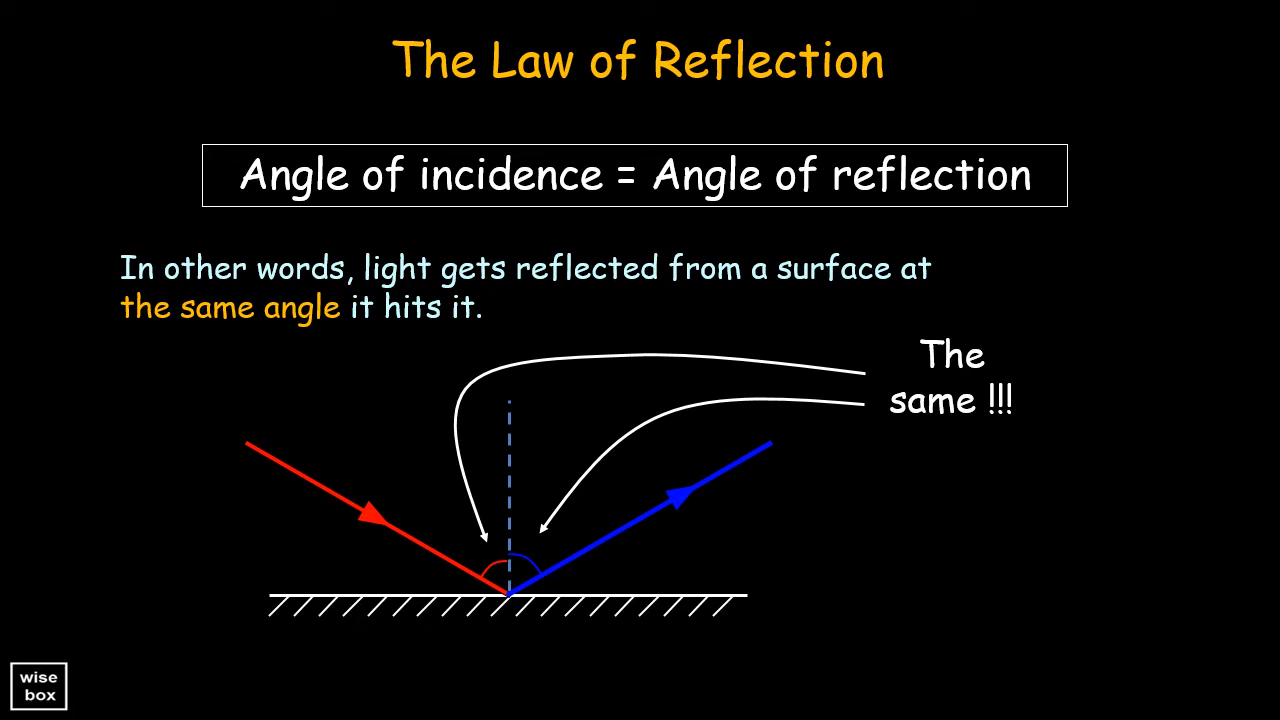 The Law of Reflection
Angle of incidence = Angle of reflection
In other words, light gets reflected from a surface at
the same angle it hits it.
The
same !!!
wise
box